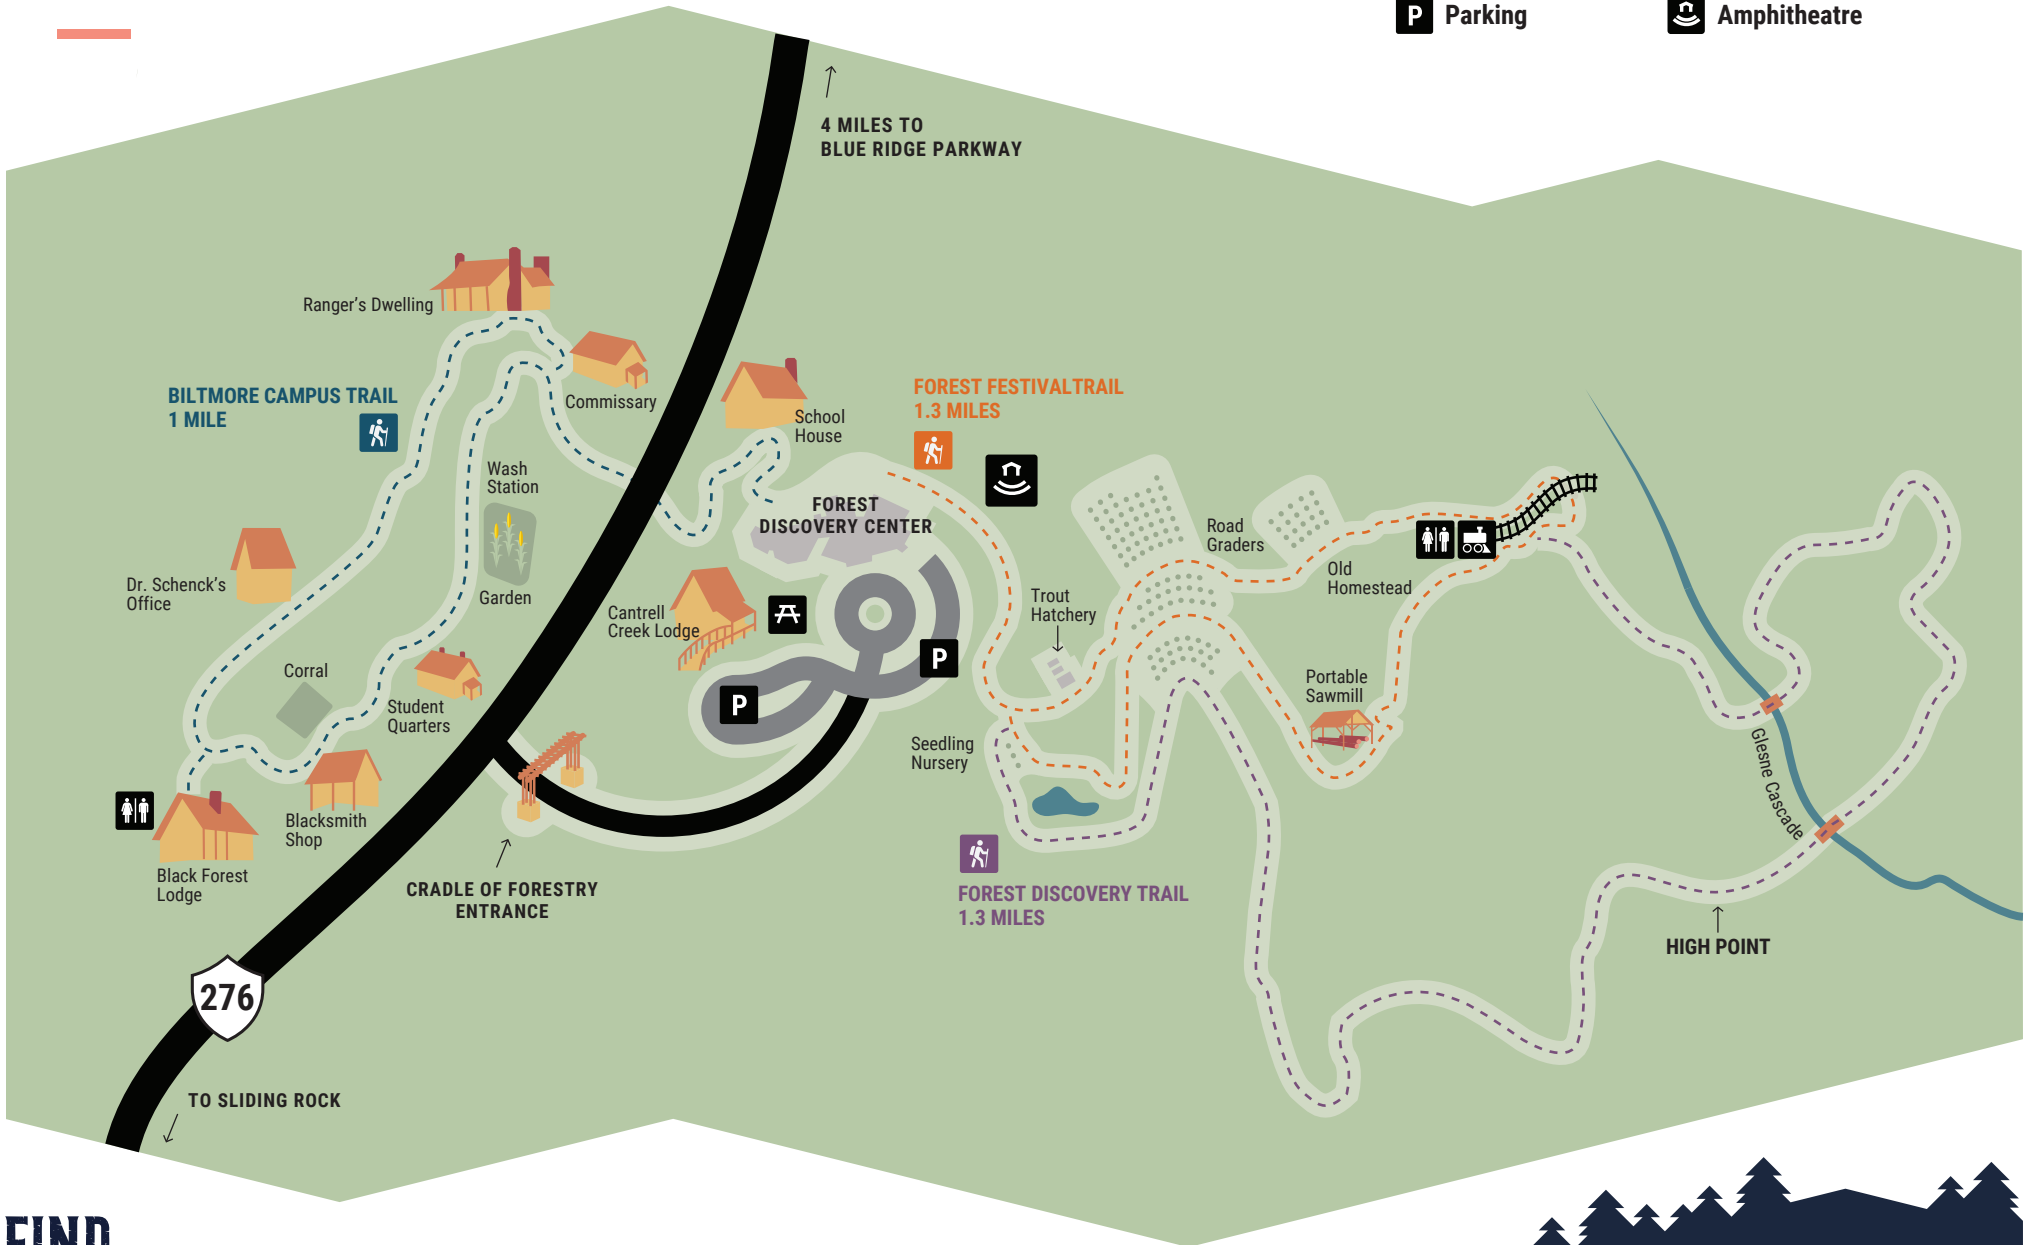 P Parking
Amphitheatre
4 MILES TO
BLUE RIDGE PARKWAY
Ranger's Dwelling
Commissary
BILTMORE CAMPUS TRAIL
1 MILE
School
House
FOREST FESTIVALTRAIL
1.3 MILES
Wash
Station
Garden
FOREST
DISCOVERY CENTER
Road
Graders
Old
Homestead
Dr. Schenck's
Office
Cantrell
Creek Lodge
Trout
Hatchery
P
P
Corral
Student
Quarters
Portable
Sawmill
Seedling
Nursery
Glesne Cascade
Blacksmith
Shop
Black Forest
Lodge
CRADLE OF FORESTRY
ENTRANCE
FOREST DISCOVERY TRAIL
1.3 MILES
HIGH POINT
276
TO SLIDING ROCK
FIND